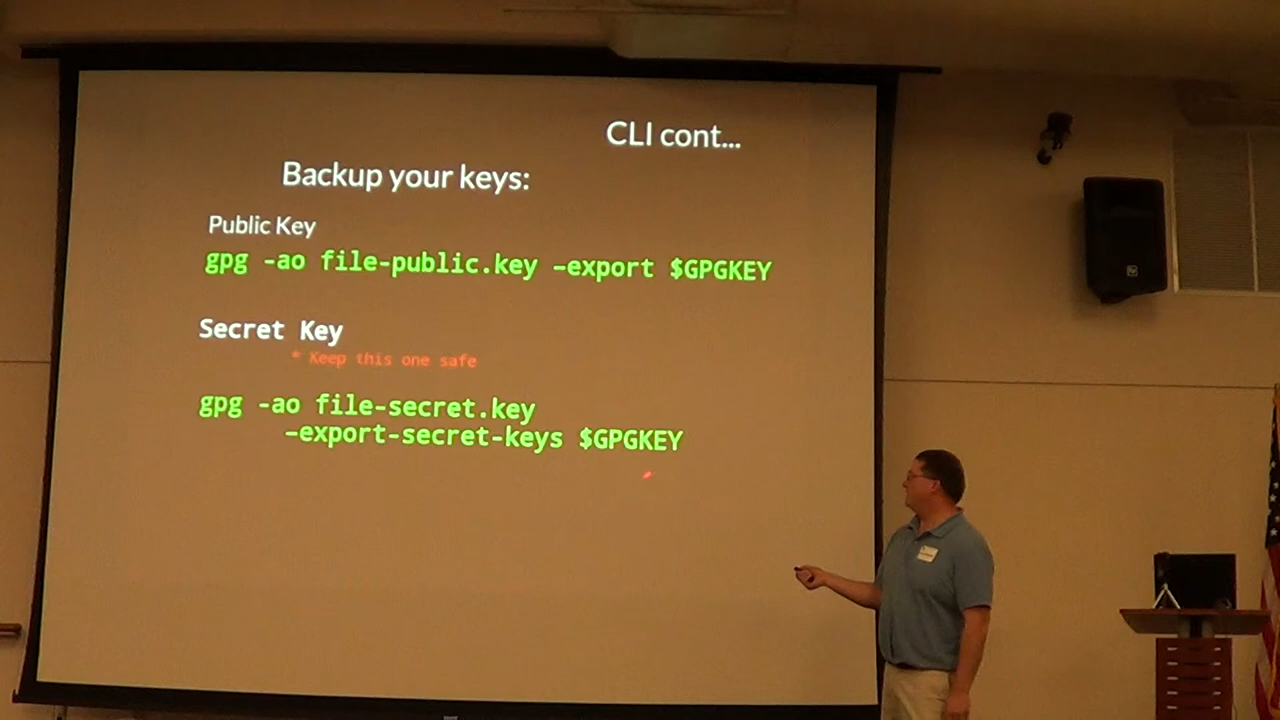 CLI cont...
Backup your keys:
Public Key
gpg -ao file-public.key –export $GPGKEY
Secret Key
* Keep this one safe
gpg -ao file-secret.key
–export-secret-keys $GPGKEY